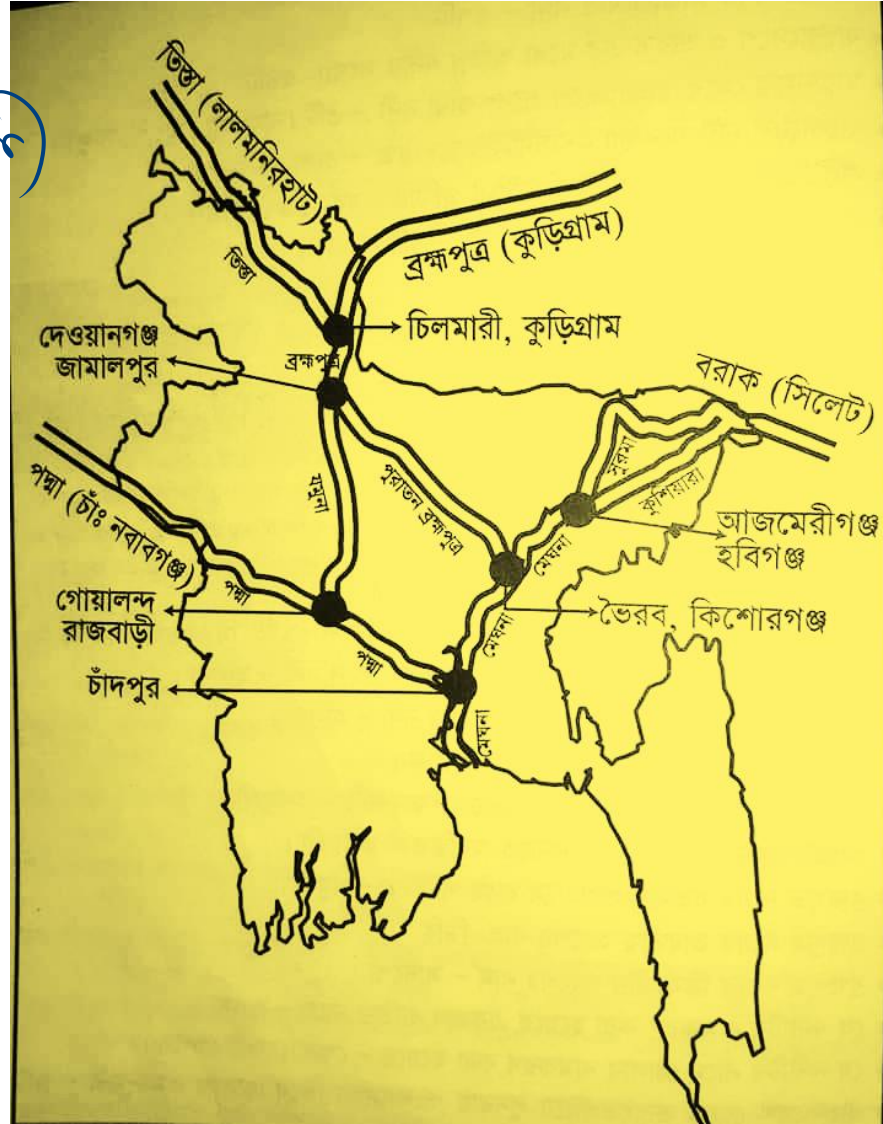 তিস্তা (লালমনিরহাট)
ব্রহ্মপুত্র (কুড়িগ্রাম)
তিস্তা
চিলমারী, কুড়িগ্রাম
দেওয়ানগঞ্জ
জামালপুর
ব্রহ্মপুত্র
বরাক (সিলেট)
সুরমা
কুশিয়ারা
যমুনা
পুরাতন ব্রহ্মপুত্র
পদ্মা (চাঁঃ নবাবগঞ্জ)
আজমেরীগঞ্জ
হবিগঞ্জ
মেঘনা
পদ্মা
গোয়ালন্দ
রাজবাড়ী
ভৈরব, কিশোরগঞ্জ
মেঘনা
পদ্মা
চাঁদপুর
মেঘনা